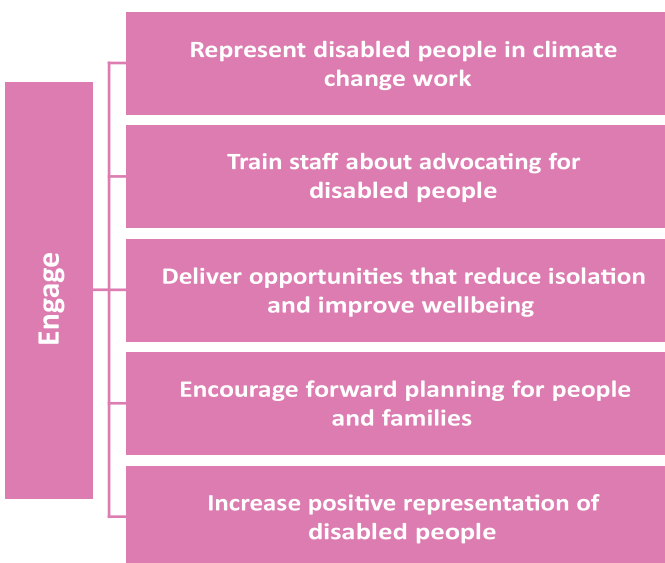 Engage
Represent disabled people in climate
change work
Train staff about advocating for
disabled people
Deliver opportunities that reduce isolation
and improve wellbeing
Encourage forward planning for people
and families
Increase positive representation of
disabled people